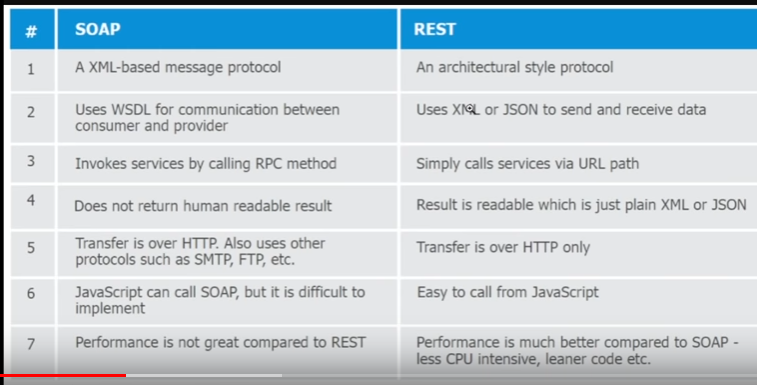 # SOAP REST
1 A XML-based message protocol An architectural style protocol
2 Uses WSDL for communication between Uses XML or JSON to send and receive data
consumer and provider
3 Invokes services by calling RPC method Simply calls services via URL path
4 Does not return human readable result Result is readable which is just plain XML or JSON
5 Transfer is over HTTP. Also uses other Transfer is over HTTP only
protocols such as SMTP, FTP, etc.
6 JavaScript can call SOAP, but it is difficult to Easy to call from JavaScript
implement
7 Performance is not great compared to REST Performance is much better compared to SOAP -
less CPU intensive, leaner code etc.